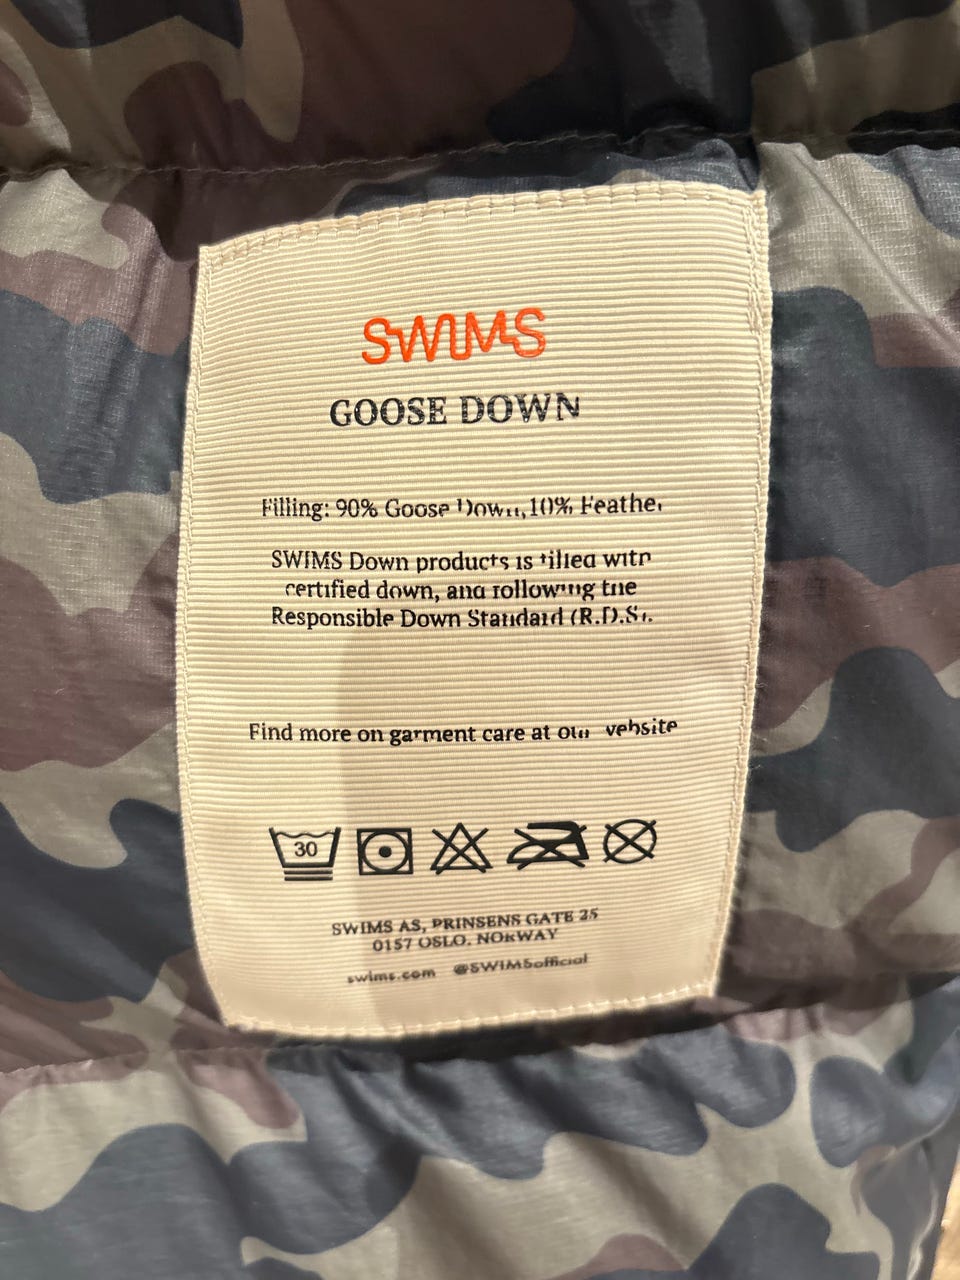 SWIMS
GOOSE DOWN
Filling: 90% Goose Down, 10% Feather
SWIMS Down products is filled with
certified down, and following the
Responsible Down Standard (R.D.S).
Find more on garment care at our website
30
SWIMS AS, PRINSENS GATE 25
0157 OSLO. NORWAY
swims.com @SWIMSofficial